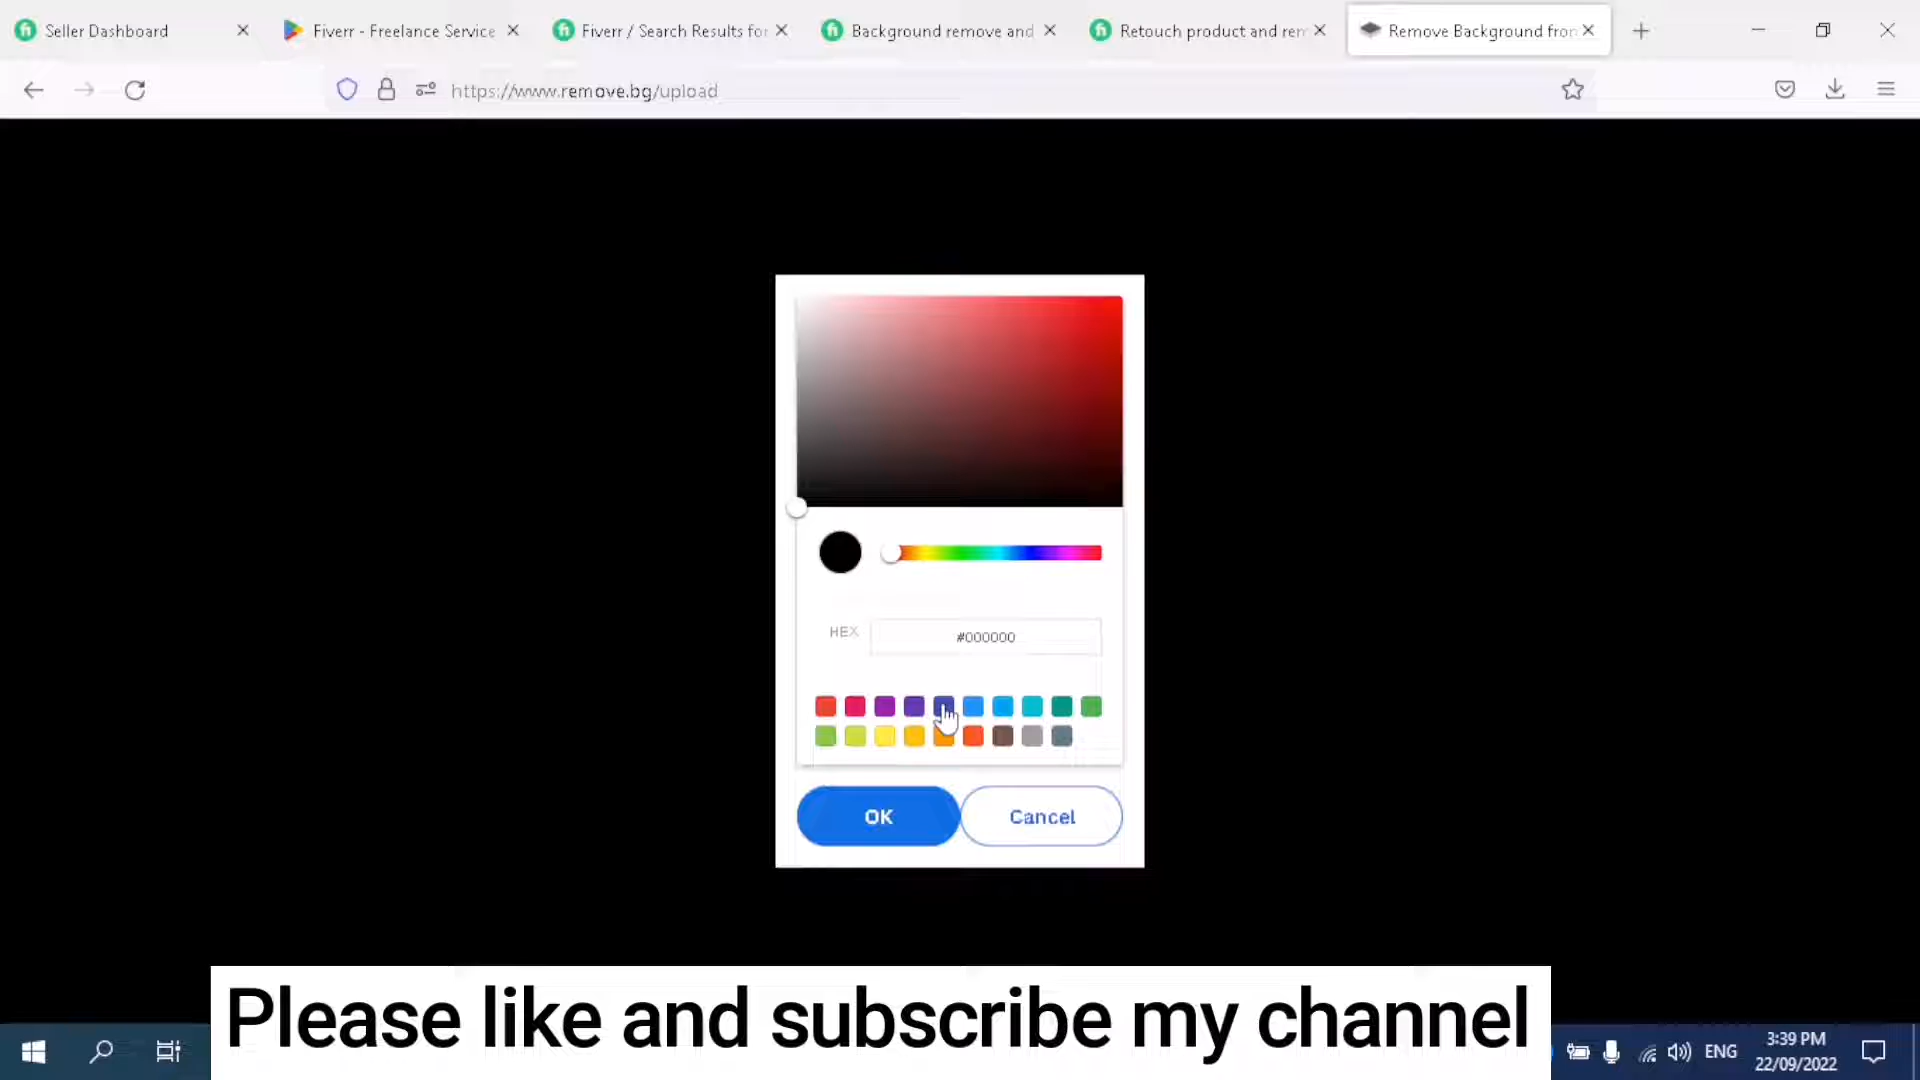 Seller Dashboard
Fiverr - Freelance Service
Fiverr / Search Results for
Background remove and
Retouch product and rem
Remove Background from
https://www.remove.bg/upload
HEX
#000000
OK
Cancel
Please like and subscribe my channel
ENG
3:39 PM
22/09/2022